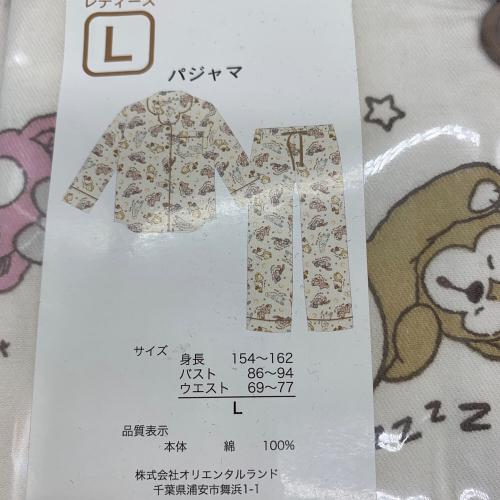 レディース
L
パジャマ
サイズ
身長 154〜162
バスト 86〜94
ウエスト 69〜77
L
品質表示
本体 綿 100%
株式会社オリエンタルランド
千葉県浦安市舞浜1-1
ZZZZ